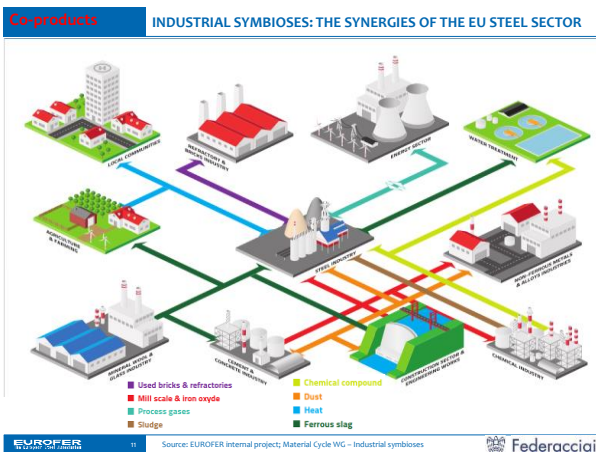 Co-products
INDUSTRIAL SYMBIOSES: THE SYNERGIES OF THE EU STEEL SECTOR
LOCAL COMMUNITIES
REFRACTORY &
BRICKS INDUSTRY
ENERGY SECTOR
WATER TREATMENT
AGRICULTURE
& FARMING
STEEL INDUSTRY
NON-FERROUS METALS
& ALLOYS INDUSTRIES
MINERAL WOOL &
GLASS INDUSTRY
CEMENT &
CONCRETE INDUSTRY
CONSTRUCTION SECTOR &
ENGINEERING WORKS
CHEMICAL INDUSTRY
Used bricks & refractories
Mill scale & iron oxyde
Process gases
Sludge
Chemical compound
Dust
Heat
Ferrous slag
EUROFER
11
Source: EUROFER internal project; Material Cycle WG – Industrial symbioses
Federacciai